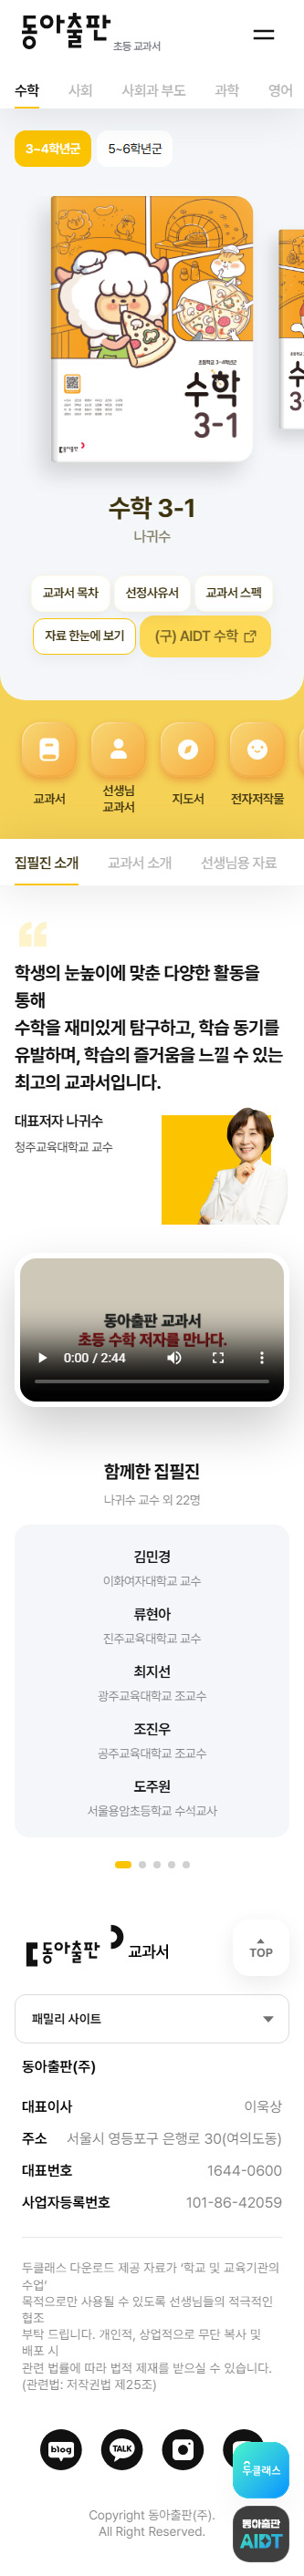 동아출판 초등 교과서
수학 사회 사회과 부도 과학 영어
3~4학년군 5~6학년군
초등학교 3~4학년군
수학
3-1
동아출판
수학 3-1
나귀수
교과서 목차 선정사유서 교과서 스펙
자료 한눈에 보기 (구) AIDT 수학
교과서 선생님 지도서 전자저작물
교과서
집필진 소개 교과서 소개 선생님용 자료
학생의 눈높이에 맞춘 다양한 활동을
통해
수학을 재미있게 탐구하고, 학습 동기를
유발하며, 학습의 즐거움을 느낄 수 있는
최고의 교과서입니다.
대표저자 나귀수
청주교육대학교 교수
동아출판 교과서
초등 수학 저자를 만나다.
0:00 / 2:44
함께한 집필진
나귀수 교수 외 22명
김민경
이화여자대학교 교수
류현아
진주교육대학교 교수
최지선
광주교육대학교 조교수
조진우
공주교육대학교 조교수
도주원
서울용암초등학교 수석교사
동아출판 교과서
TOP
패밀리 사이트
동아출판(주)
대표이사 이욱상
주소 서울시 영등포구 은행로 30(여의도동)
대표번호 1644-0600
사업자등록번호 101-86-42059
두클래스 다운로드 제공 자료가 '학교 및 교육기관의
수업'
목적으로만 사용될 수 있도록 선생님들의 적극적인
협조
부탁 드립니다. 개인적, 상업적으로 무단 복사 및
배포 시
관련 법률에 따라 법적 제재를 받으실 수 있습니다.
(관련법: 저작권법 제25조)
blog TALK
두클래스
동아출판
AIDT
Copyright 동아출판(주).
All Right Reserved.